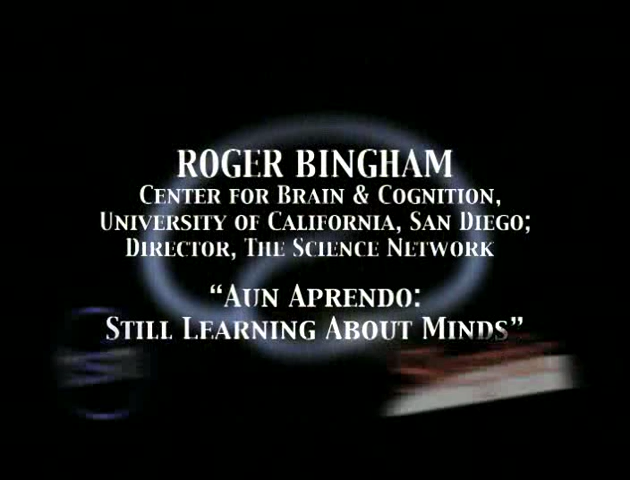 ROGER BINGHAM
CENTER FOR BRAIN & COGNITION,
UNIVERSITY OF CALIFORNIA, SAN DIEGO;
DIRECTOR, THE SCIENCE NETWORK
“AUN APRENDO:
STILL LEARNING ABOUT MINDS”